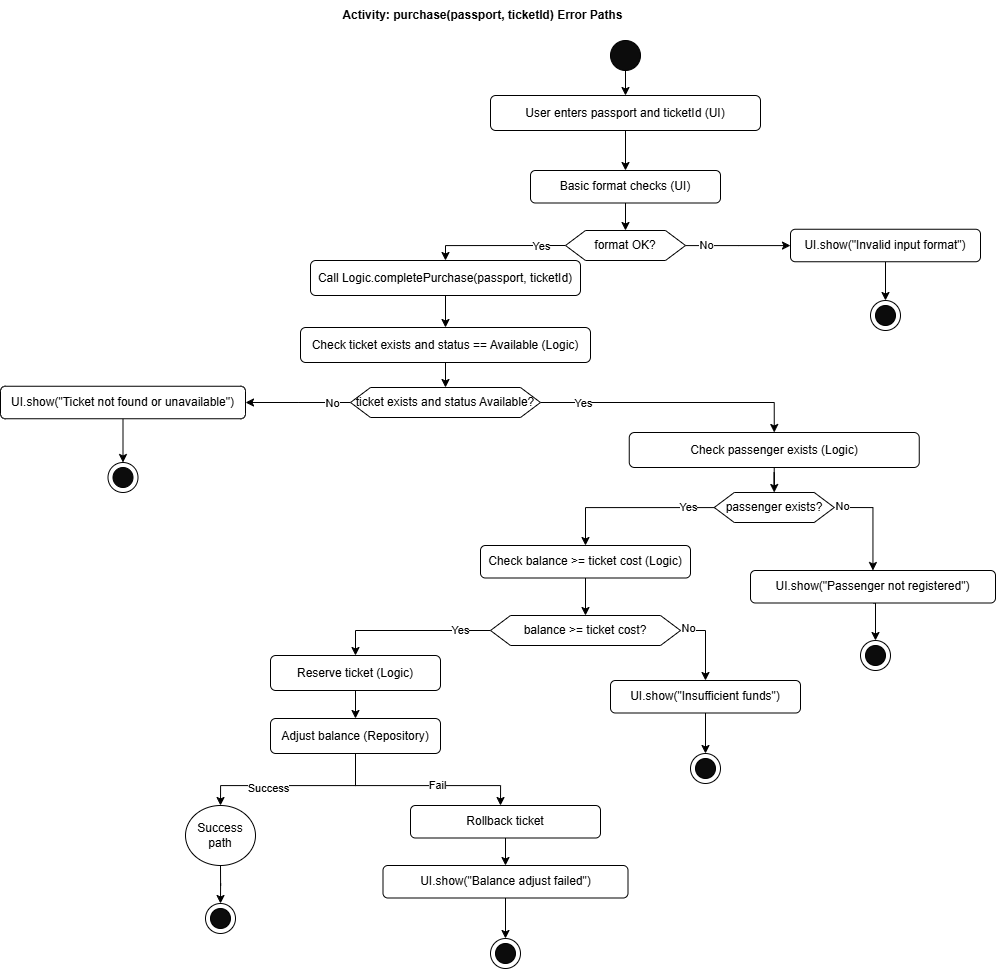 Activity: purchase(passport, ticketId) Error Paths
User enters passport and ticketId (UI)
Basic format checks (UI)
format OK?
Yes
No
UI.show("Invalid input format")
Call Logic.completePurchase(passport, ticketId)
Check ticket exists and status == Available (Logic)
ticket exists and status Available?
No
Yes
UI.show("Ticket not found or unavailable")
Check passenger exists (Logic)
passenger exists?
Yes
No
Check balance >= ticket cost (Logic)
UI.show("Passenger not registered")
balance >= ticket cost?
Yes
No
Reserve ticket (Logic)
UI.show("Insufficient funds")
Adjust balance (Repository)
Success
Fail
Success
path
Rollback ticket
UI.show("Balance adjust failed")